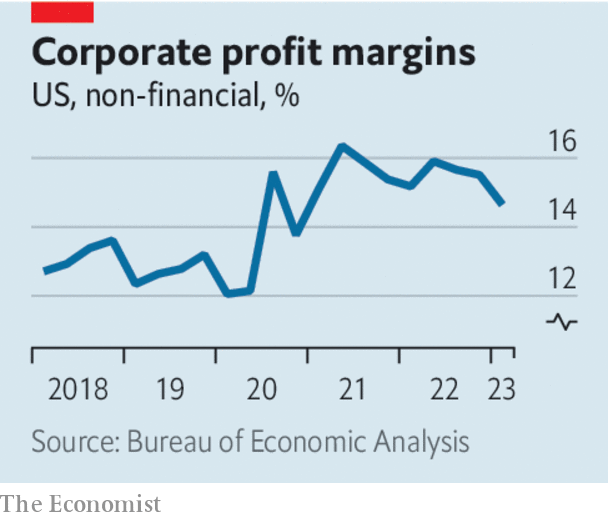 Corporate profit margins
US, non-financial, %
16
14
12
2018 19 20 21 22 23
Source: Bureau of Economic Analysis
The Economist